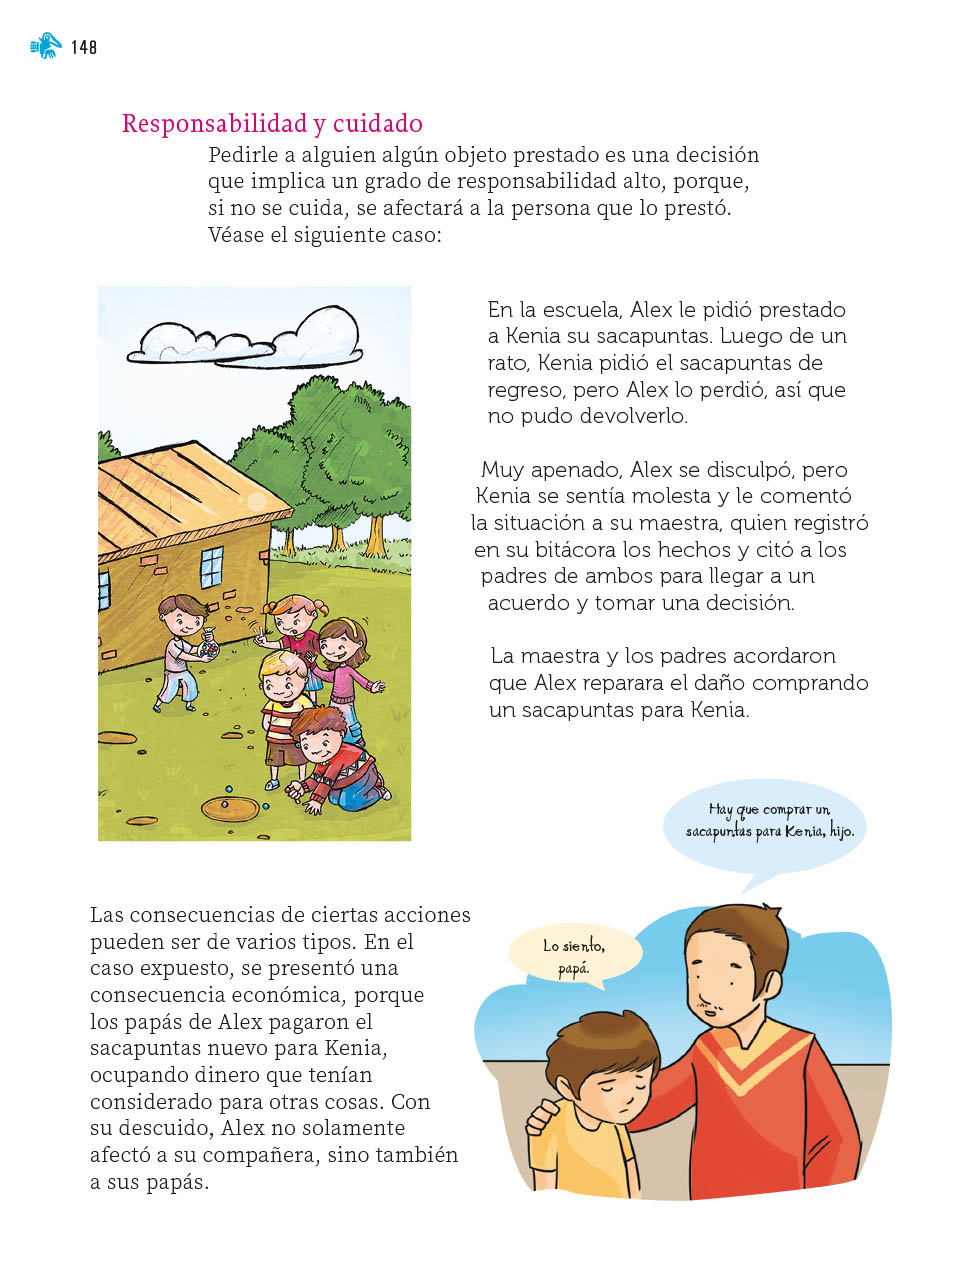 148
Responsabilidad y cuidado
Pedirle a alguien algún objeto prestado es una decisión
que implica un grado de responsabilidad alto, porque,
si no se cuida, se afectará a la persona que lo prestó.
Véase el siguiente caso:
En la escuela, Alex le pidió prestado
a Kenia su sacapuntas. Luego de un
rato, Kenia pidió el sacapuntas de
regreso, pero Alex lo perdió, así que
no pudo devolverlo.
Muy apenado, Alex se disculpó, pero
Kenia se sentía molesta y le comentó
la situación a su maestra, quien registró
en su bitácora los hechos y citó a los
padres de ambos para llegar a un
acuerdo y tomar una decisión.
La maestra y los padres acordaron
que Alex reparara el daño comprando
un sacapuntas para Kenia.
Hay que comprar un
sacapuntas para Kenia, hijo.
Lo siento,
papá.
Las consecuencias de ciertas acciones
pueden ser de varios tipos. En el
caso expuesto, se presentó una
consecuencia económica, porque
los papás de Alex pagaron el
sacapuntas nuevo para Kenia,
ocupando dinero que tenían
considerado para otras cosas. Con
su descuido, Alex no solamente
afectó a su compañera, sino también
a sus papás.